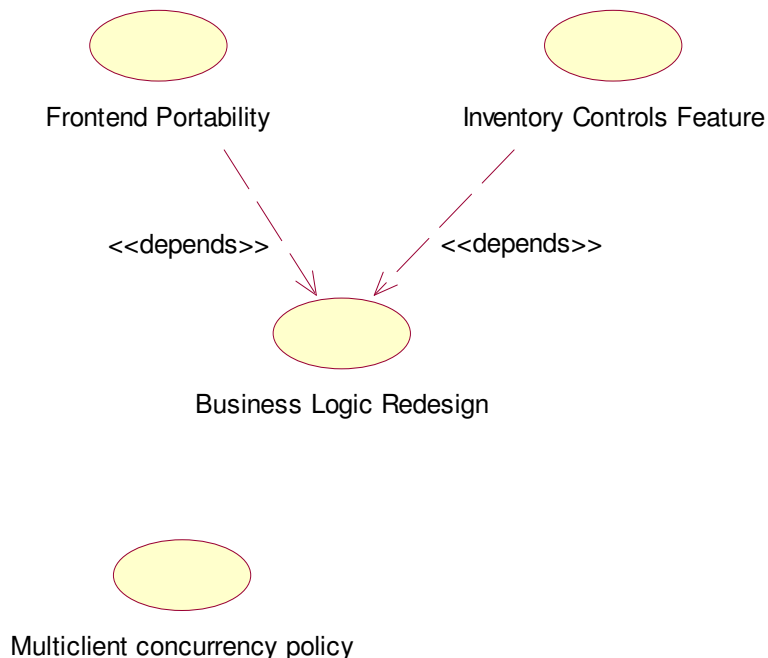 Frontend Portability
Inventory Controls Feature
<<depends>>
<<depends>>
Business Logic Redesign
Multiclient concurrency policy